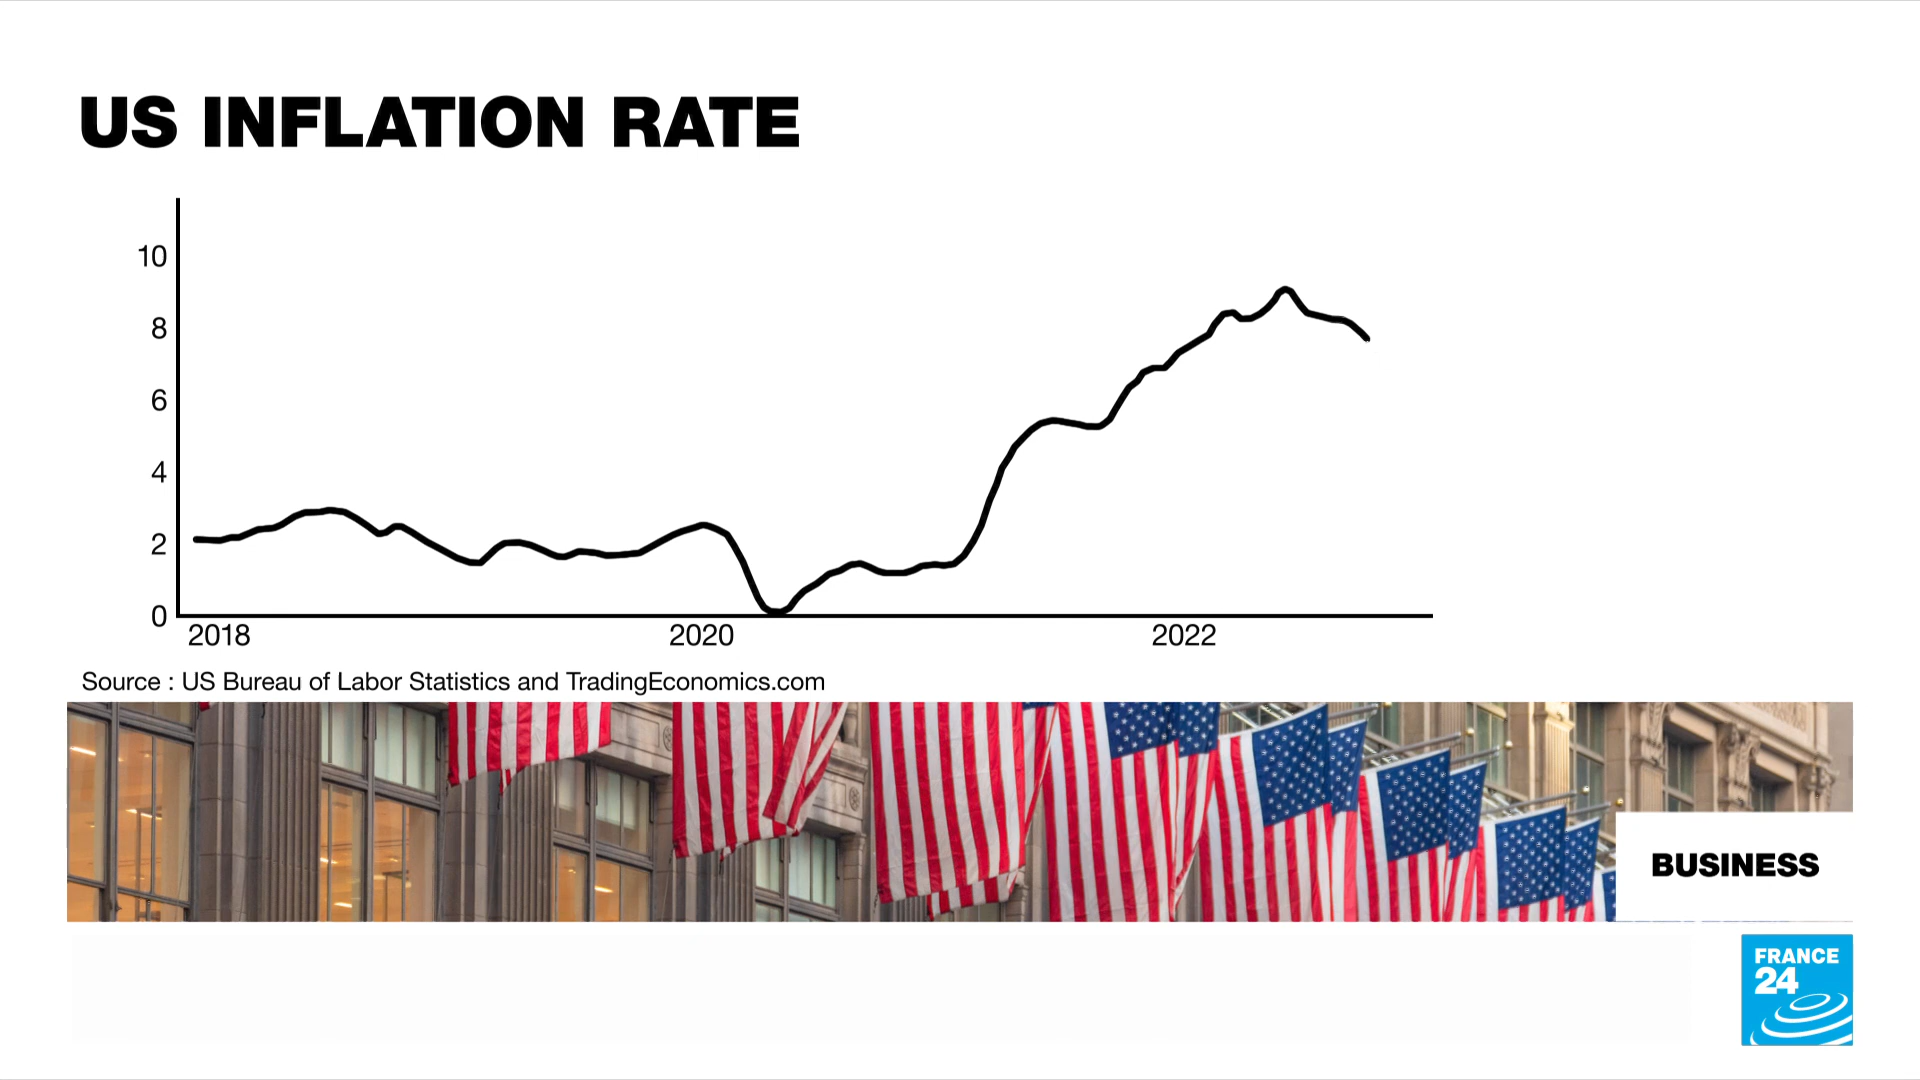 US INFLATION RATE
10
8
6
4
2
0
2018 2020 2022
Source : US Bureau of Labor Statistics and TradingEconomics.com
BUSINESS
FRANCE
24